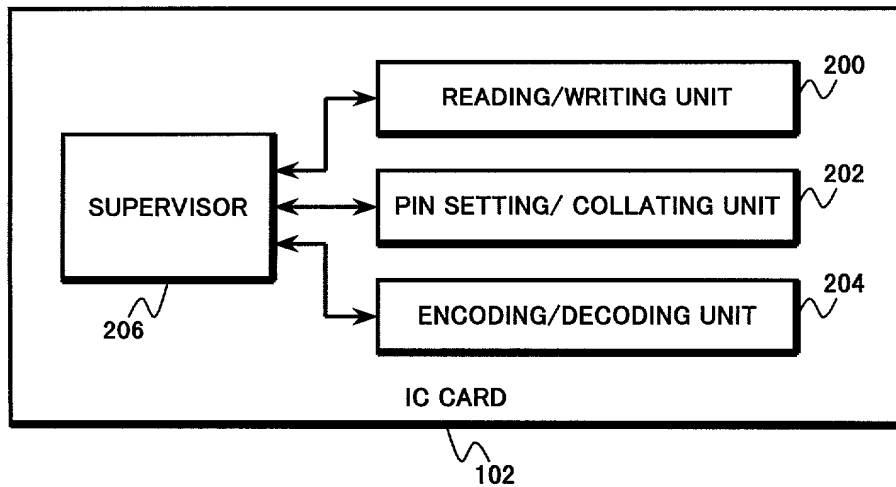 200
READING/WRITING UNIT
202
SUPERVISOR
PIN SETTING/ COLLATING UNIT
204
206
ENCODING/DECODING UNIT
IC CARD
102